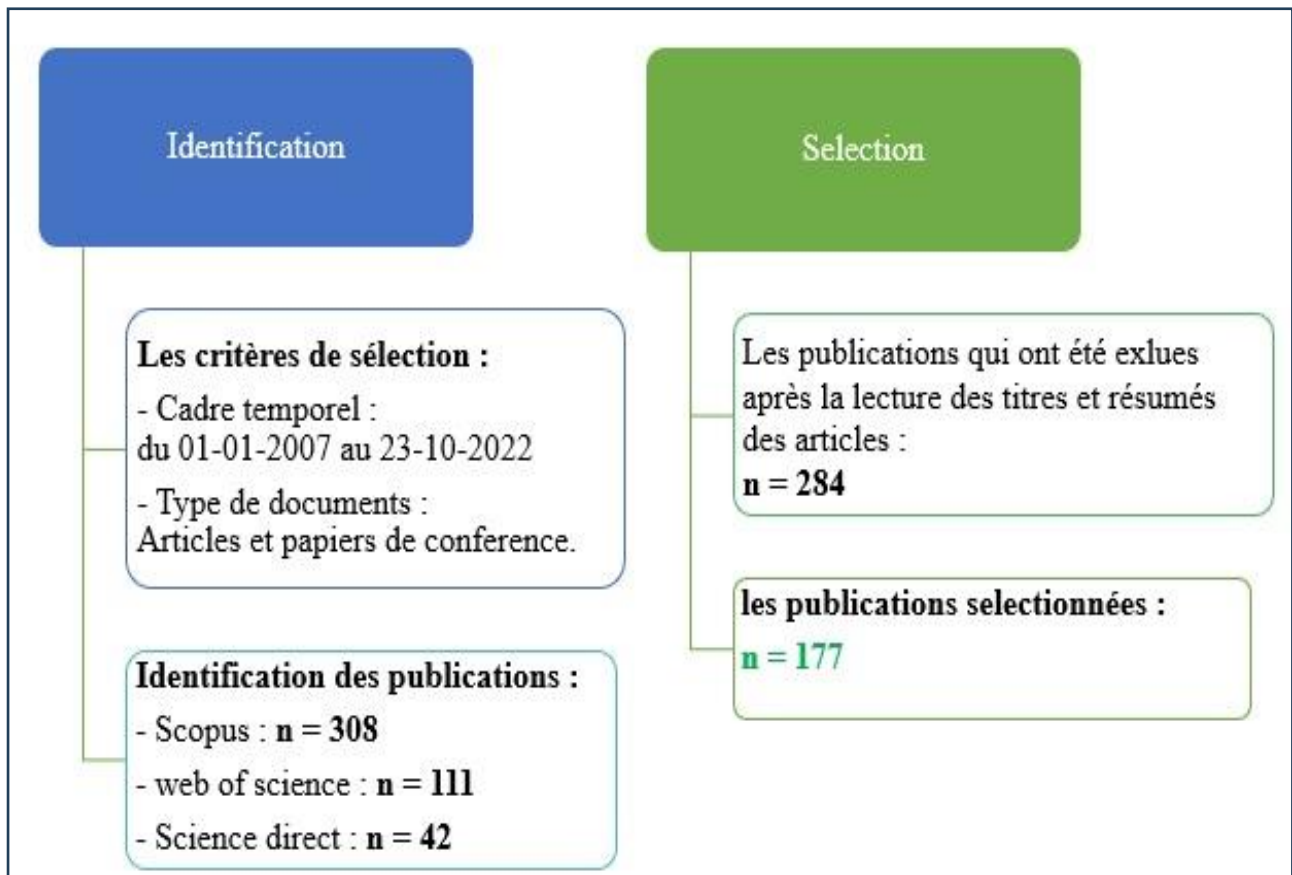 Identification
Les critères de sélection :
- Cadre temporel :
du 01-01-2007 au 23-10-2022
- Type de documents :
Articles et papiers de conference.
Identification des publications :
- Scopus : n = 308
- web of science : n = 111
- Science direct : n = 42
Selection
Les publications qui ont été exlues
après la lecture des titres et résumés
des articles :
n = 284
les publications selectionnées :
n = 177